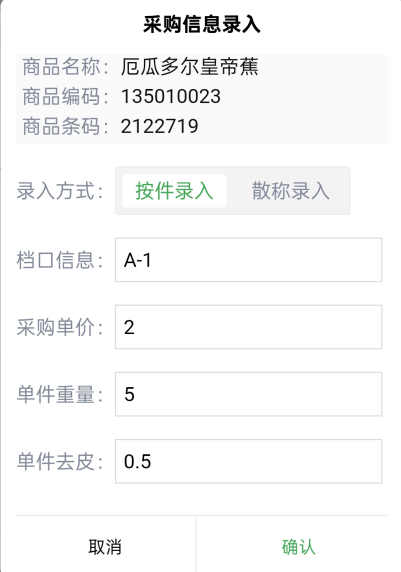 采购信息录入
商品名称：厄瓜多尔皇帝蕉
商品编码：135010023
商品条码：2122719
录入方式：按件录入 散称录入
档口信息：A-1
采购单价：2
单件重量：5
单件去皮：0.5
取消 确认